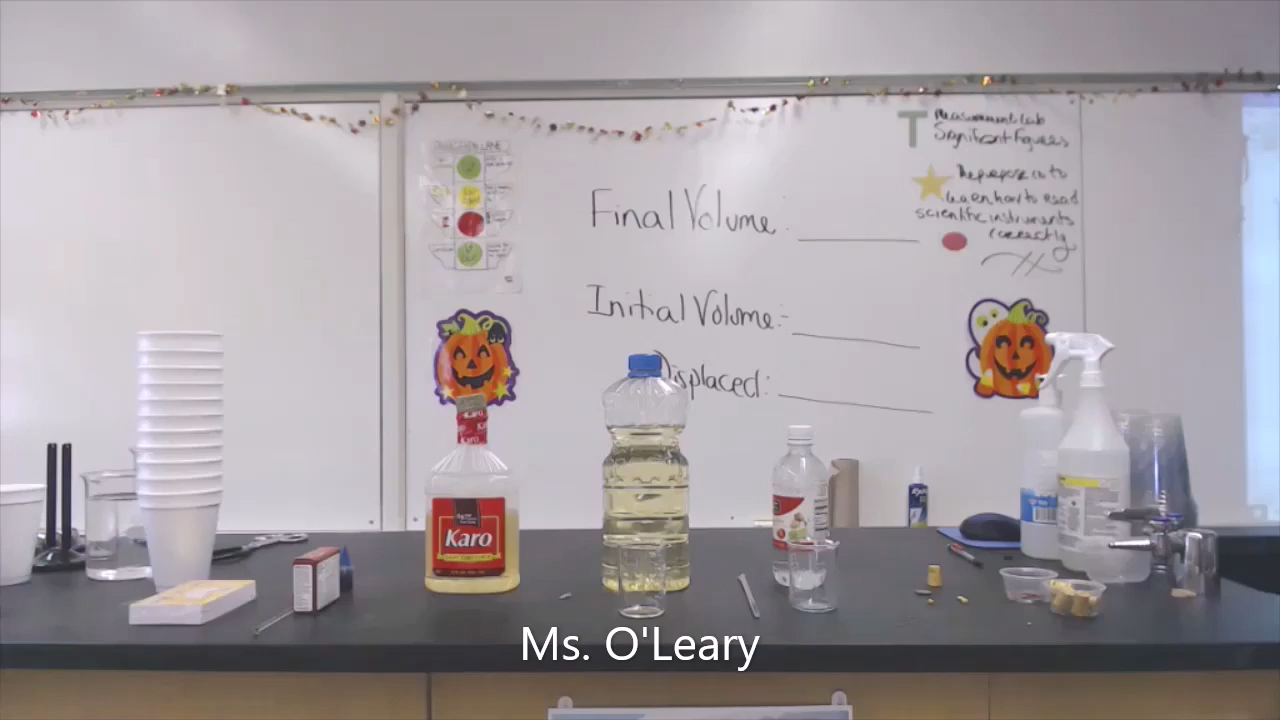 Measurement Lab
Significant Figures
The purpose is to
learn how to read
scientific instruments
correctly
Final Volume:
Initial Volume:
Displaced:
Karo
Karo
Ms. O'Leary